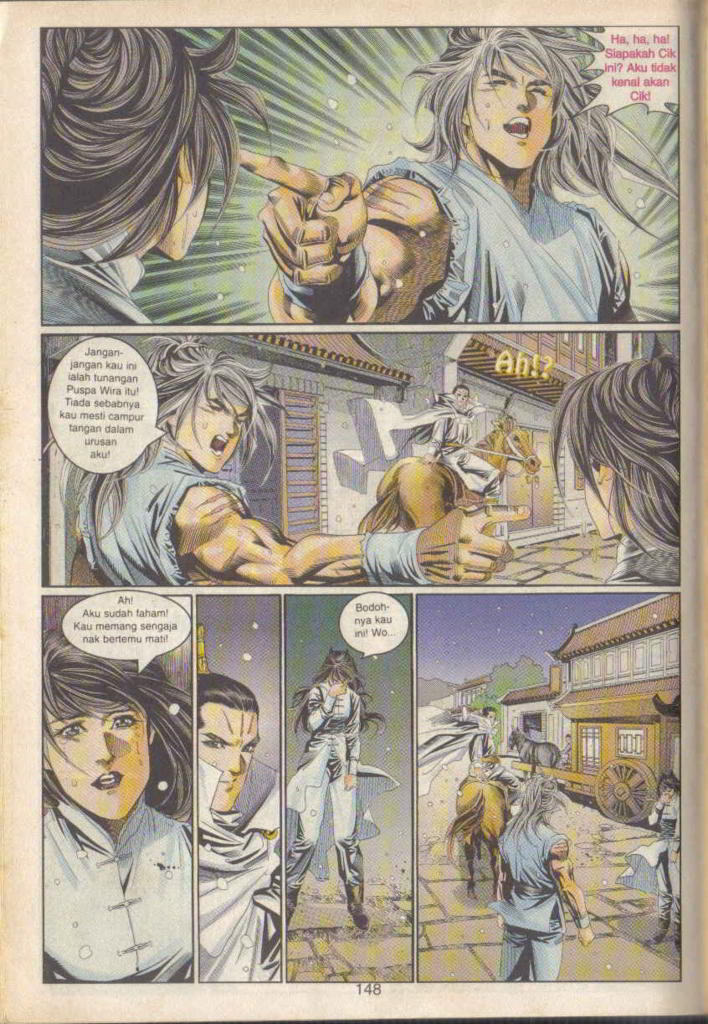 Ha, ha, ha!
Siapakah Cik
ini? Aku tidak
kenal akan
Cik!
Jangan-
jangan kau ini
ialah tunangan
Puspa Wira itu!
Tiada sebabnya
kau mesti campur
tangan dalam
urusan
aku!
Ah!?
Ah!
Aku sudah faham!
Kau memang sengaja
nak bertemu mati!
Bodoh-
nya kau
ini! Wo...
148